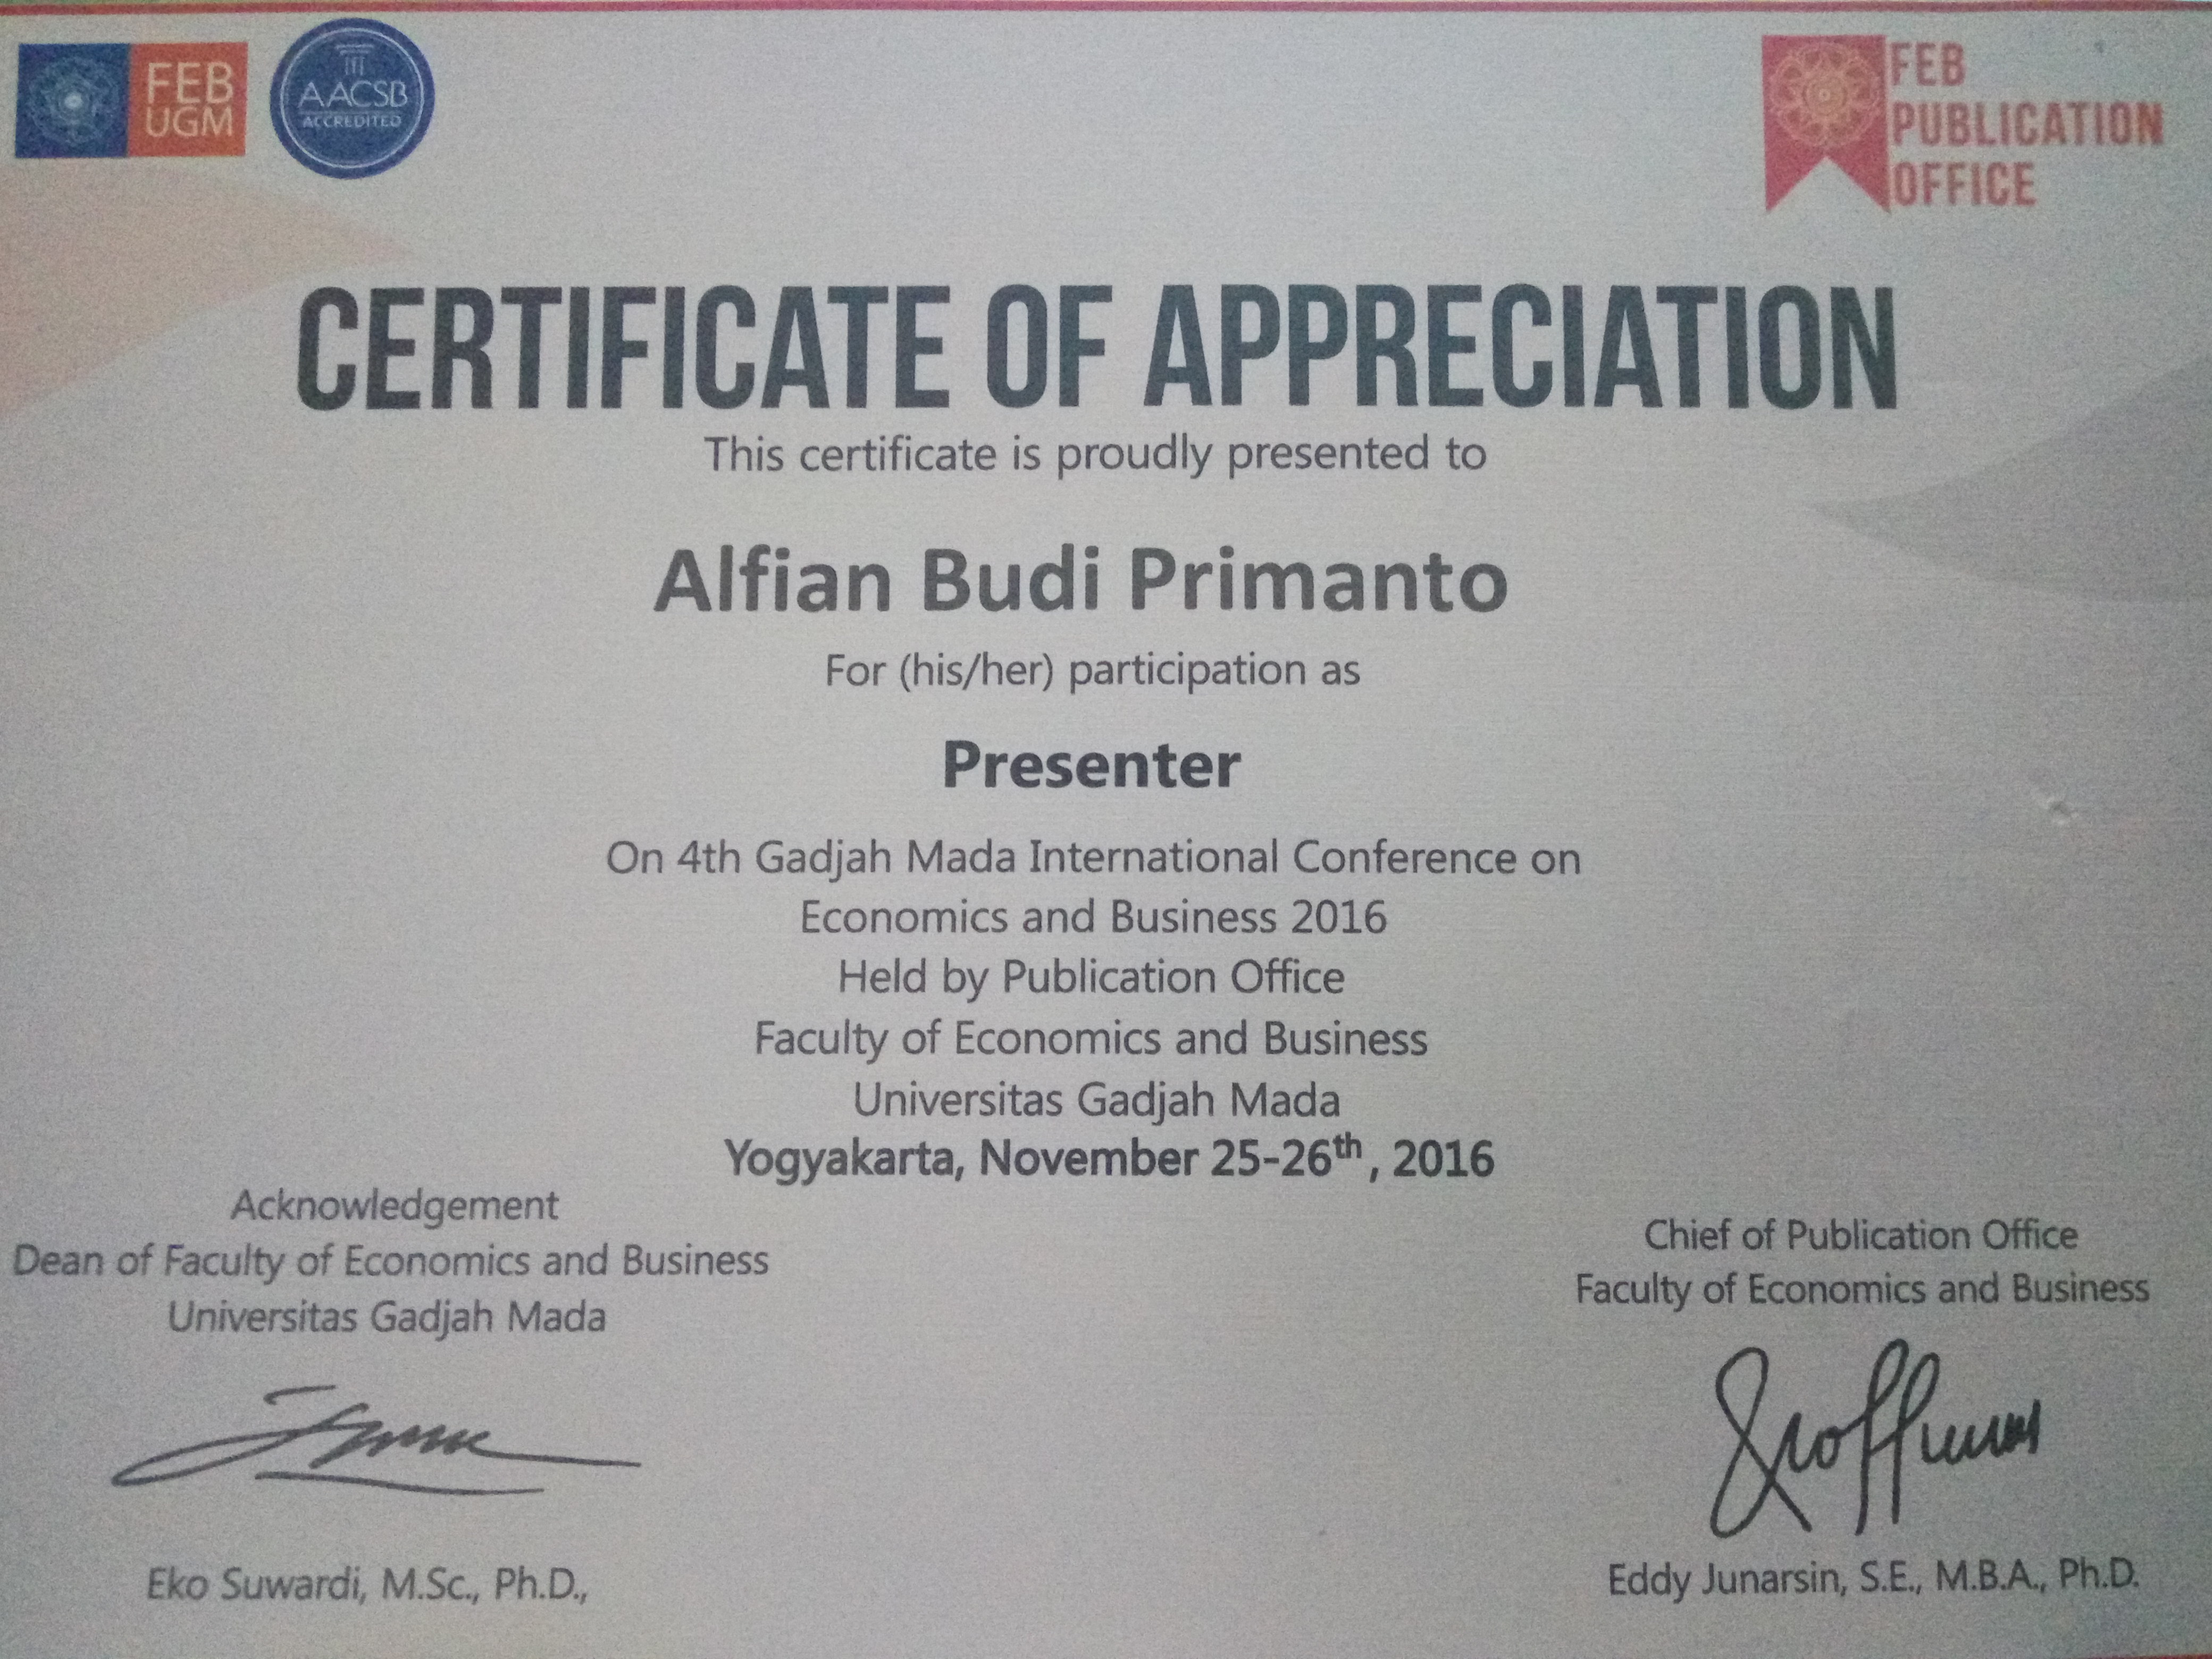 FEB
UGM
AACSB
ACCREDITED
FEB
PUBLICATION
OFFICE
CERTIFICATE OF APPRECIATION
This certificate is proudly presented to
Alfian Budi Primanto
For (his/her) participation as
Presenter
On 4th Gadjah Mada International Conference on
Economics and Business 2016
Held by Publication Office
Faculty of Economics and Business
Universitas Gadjah Mada
Yogyakarta, November 25-26th, 2016
Acknowledgement
Dean of Faculty of Economics and Business
Universitas Gadjah Mada
Eko Suwardi, M.Sc., Ph.D.,
Chief of Publication Office
Faculty of Economics and Business
Eddy Junarsin, S.E., M.B.A., Ph.D.